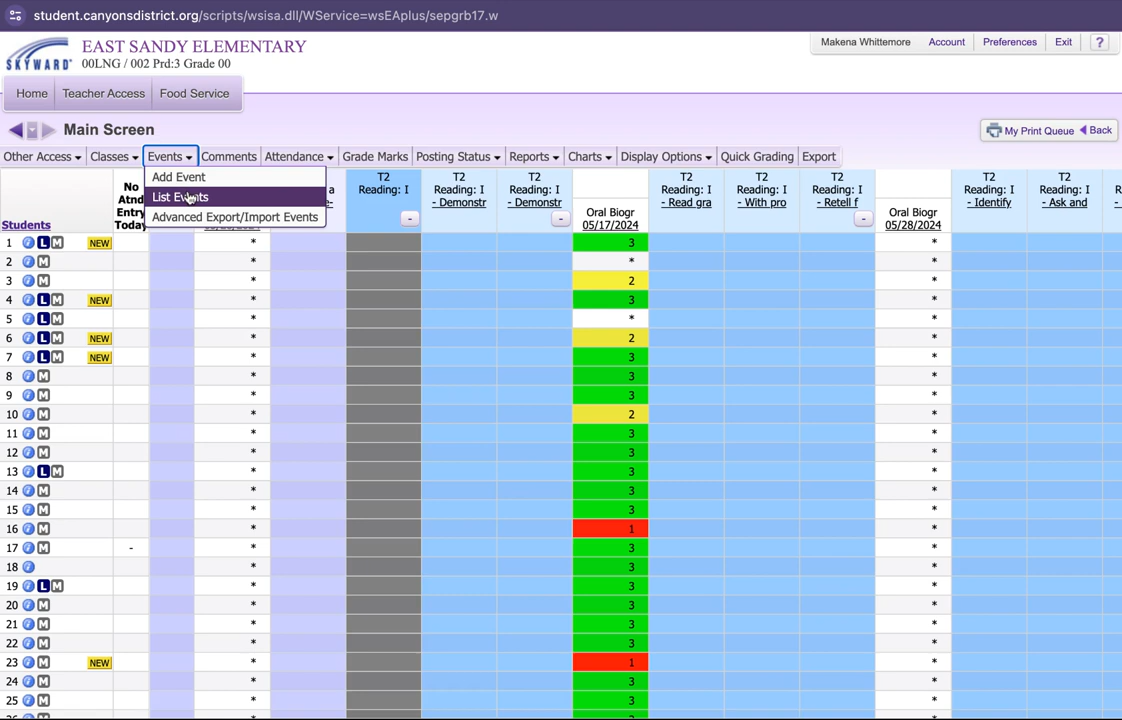 student.canyonsdistrict.org/scripts/wsisa.dll/WService=wsEAplus/sepgrb17.w
SKYWARD
EAST SANDY ELEMENTARY
00LNG / 002 Prd:3 Grade 00
Makena Whittemore Account Preferences Exit ?
Home Teacher Access Food Service
Main Screen
My Print Queue Back
Other Access Classes Events Comments Attendance Grade Marks Posting Status Reports Charts Display Options Quick Grading Export
Add Event
List Events
Advanced Export/Import Events
Students
No
Atnd
Entry
Today
a
T2
Reading: I
-
T2
Reading: I
- Demonstr
T2
Reading: I
- Demonstr
-
Oral Biogr
05/17/2024
T2
Reading: I
- Read gra
T2
Reading: I
- With pro
T2
Reading: I
- Retell f
-
Oral Biogr
05/28/2024
T2
Reading: I
- Identify
T2
Reading: I
- Ask and
1 L M NEW * 3 *
2 M * * *
3 M * 2 *
4 L M NEW * 3 *
5 L M * * *
6 L M NEW * 2 *
7 L M NEW * 3 *
8 M * 3 *
9 M * 3 *
10 M * 2 *
11 M * 3 *
12 M * 3 *
13 L M * 3 *
14 M * 3 *
15 M * 3 *
16 M * 1 *
17 M - * 3 *
18 * 3 *
19 L M * 3 *
20 M * 3 *
21 M * 3 *
22 M * 3 *
23 M NEW * 1 *
24 M * 3 *
25 M * 3 *